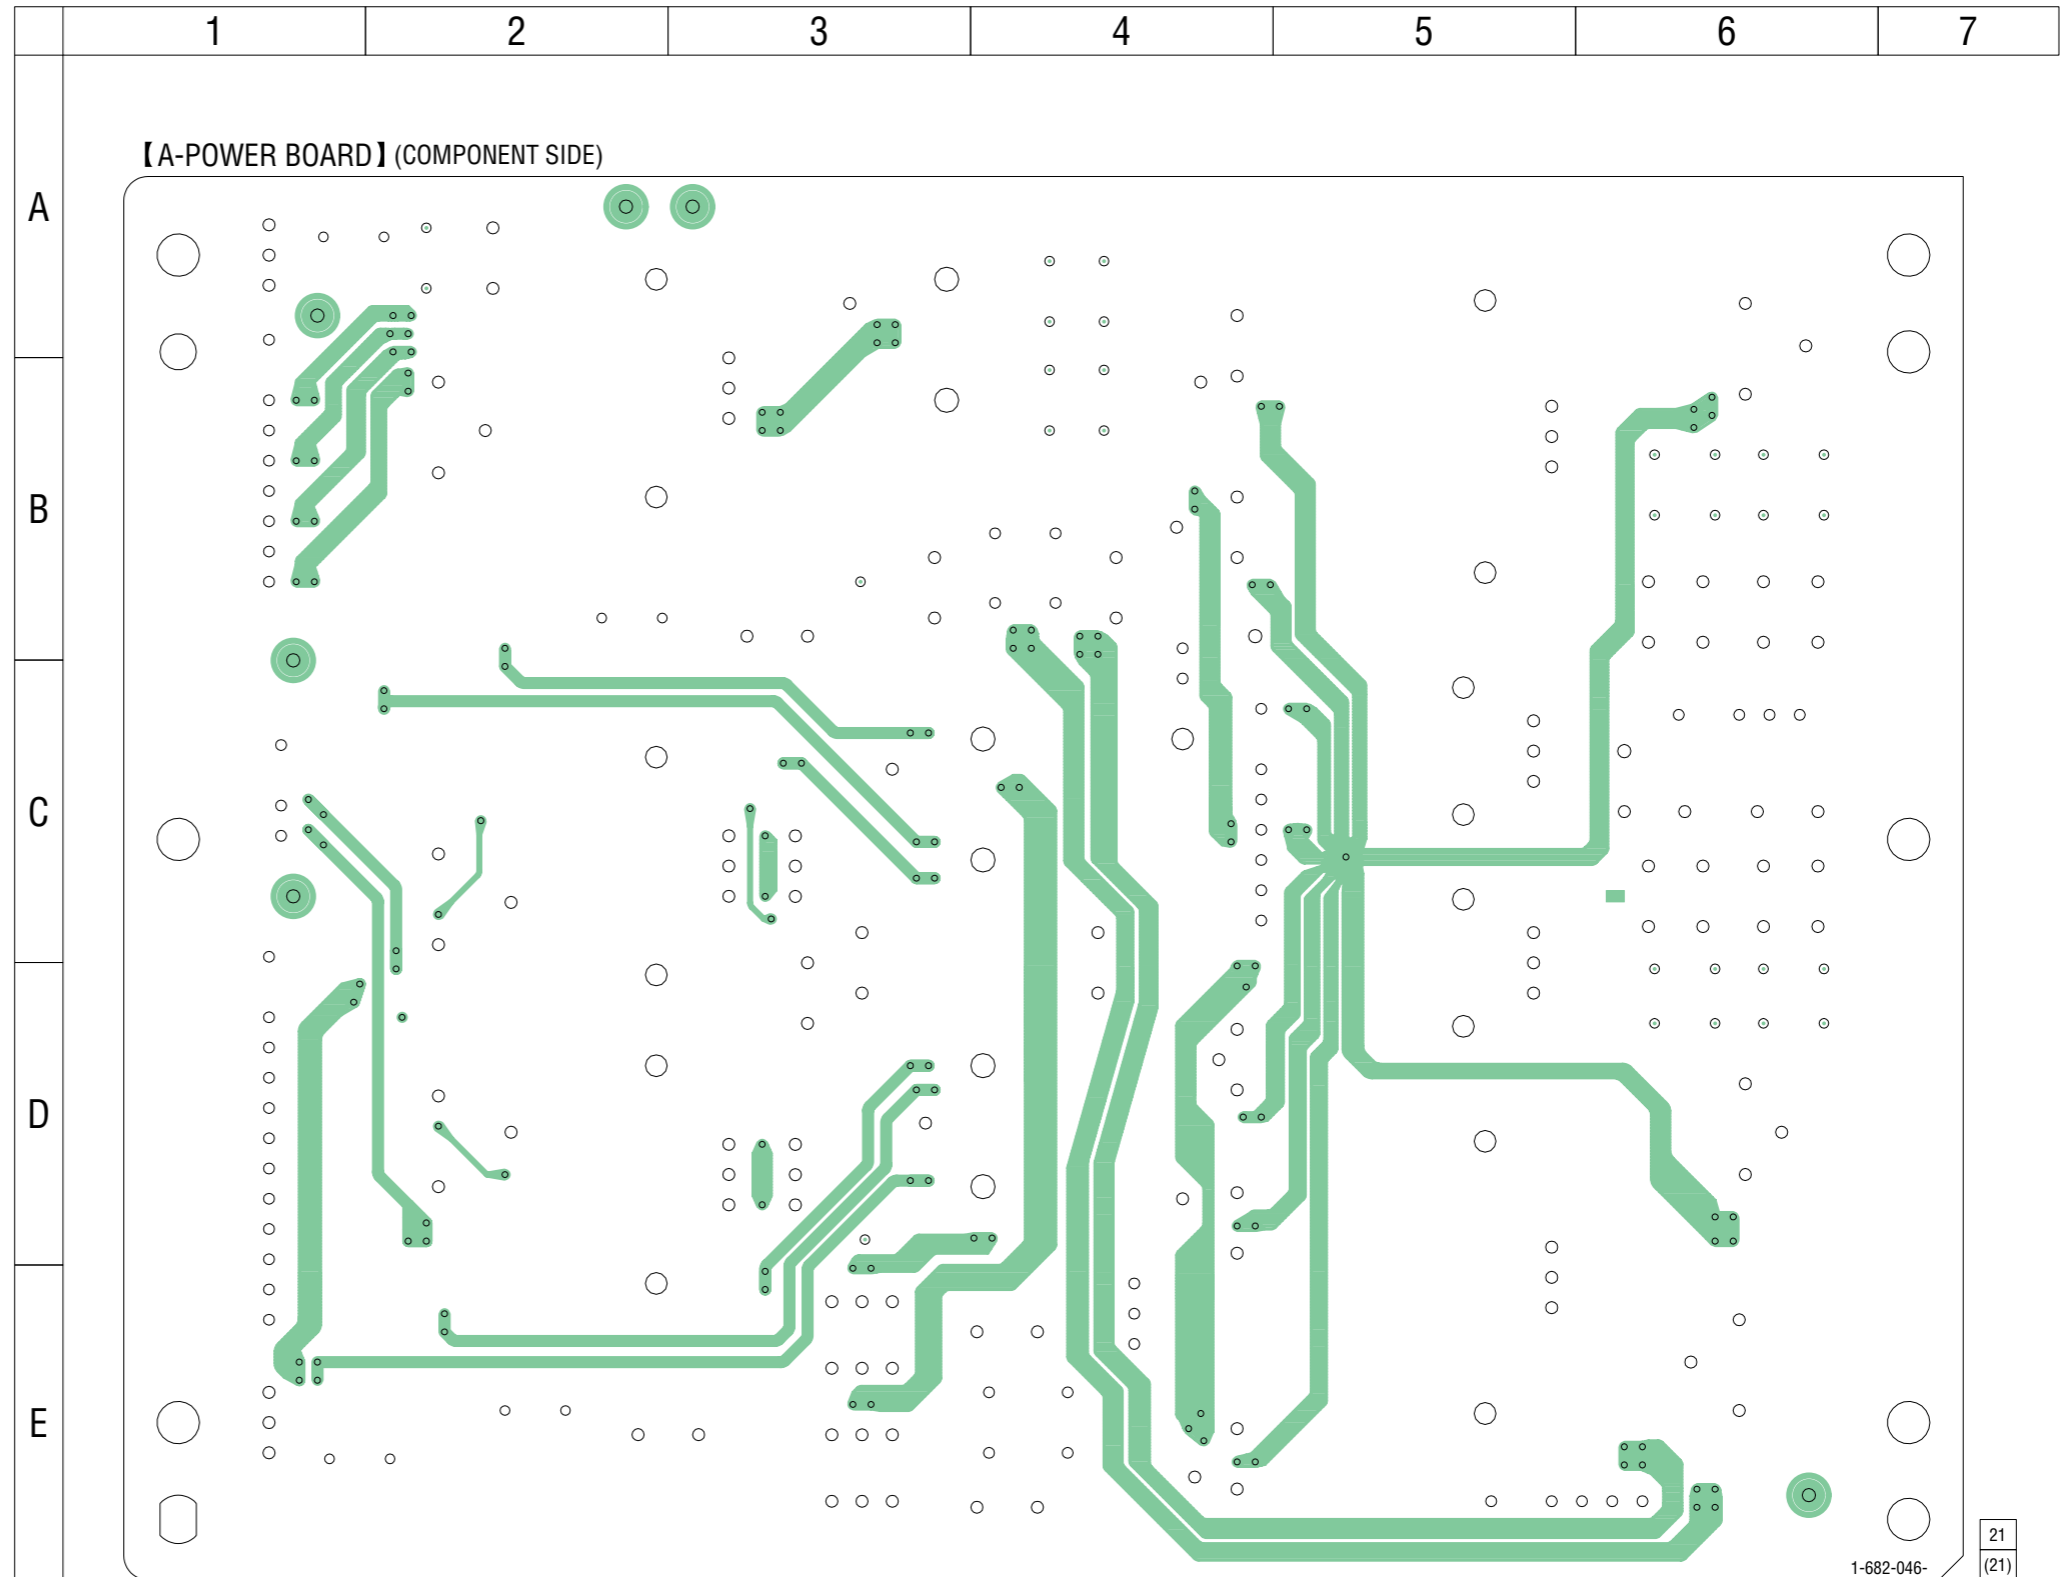 1 2 3 4 5 6 7
【A-POWER BOARD】(COMPONENT SIDE)
A
B
C
D
E
21
(21)
1-682-046-